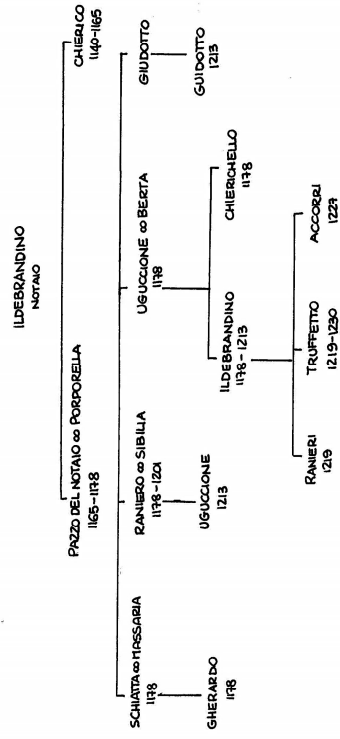 ILDEBRANDINO
NOTAIO
PAZZO DEL NOTAIO ∞ PORPORELLA
1165-1178
CHIERICO
1140-1165
SCHIATTA ∞ MASSARIA
1178
RANIERO ∞ SIBILIA
1178-1201
UGUCCIONE ∞ BERTA
1178
GIUDOTTO
GHERARDO
1178
UGUCCIONE
1213
ILDEBRANDINO
1178-1213
CHIERICHELLO
1178
GUIDOTTO
1213
RANIERI
1219
TRUFFETTO
1219-1230
ACCORRI
1227